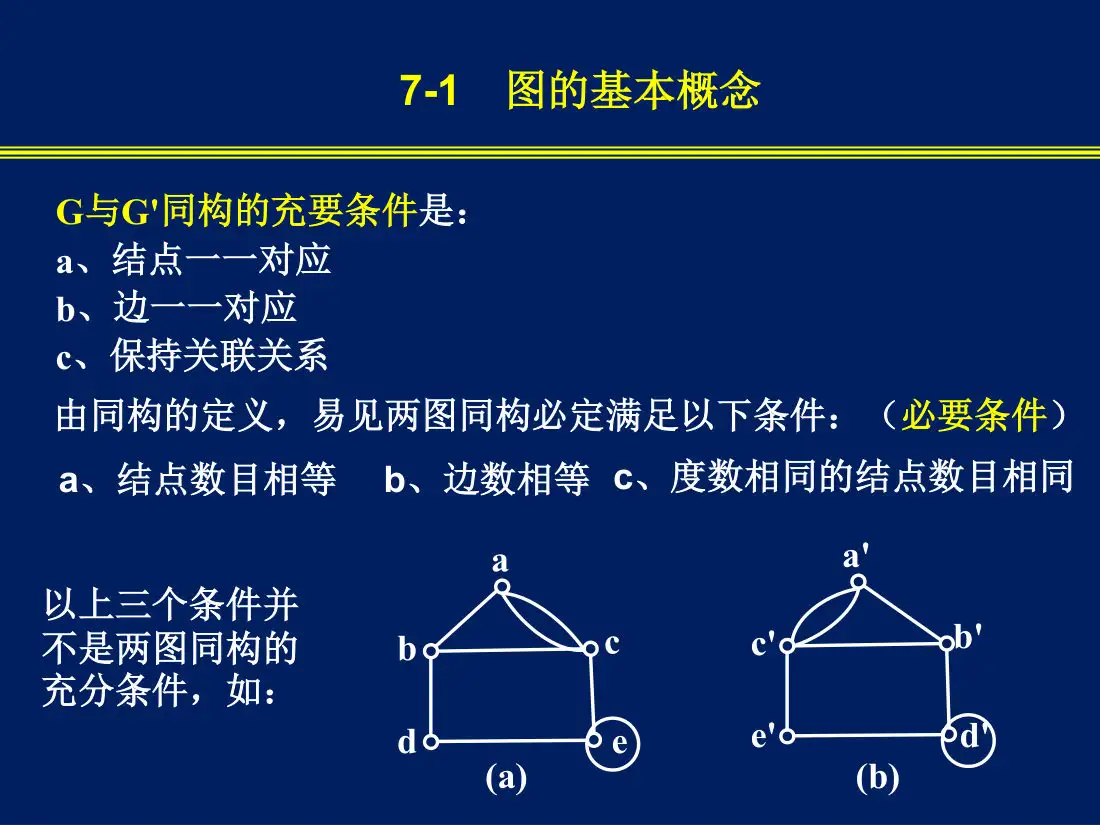 7-1 图的基本概念
G与G'同构的充要条件是：
a、结点一一对应
b、边一一对应
c、保持关联关系
由同构的定义，易见两图同构必定满足以下条件：（必要条件）
a、结点数目相等 b、边数相等 c、度数相同的结点数目相同
以上三个条件并
不是两图同构的
充分条件，如：
a
b
c
d
e
(a)
a'
c'
b'
e'
d'
(b)